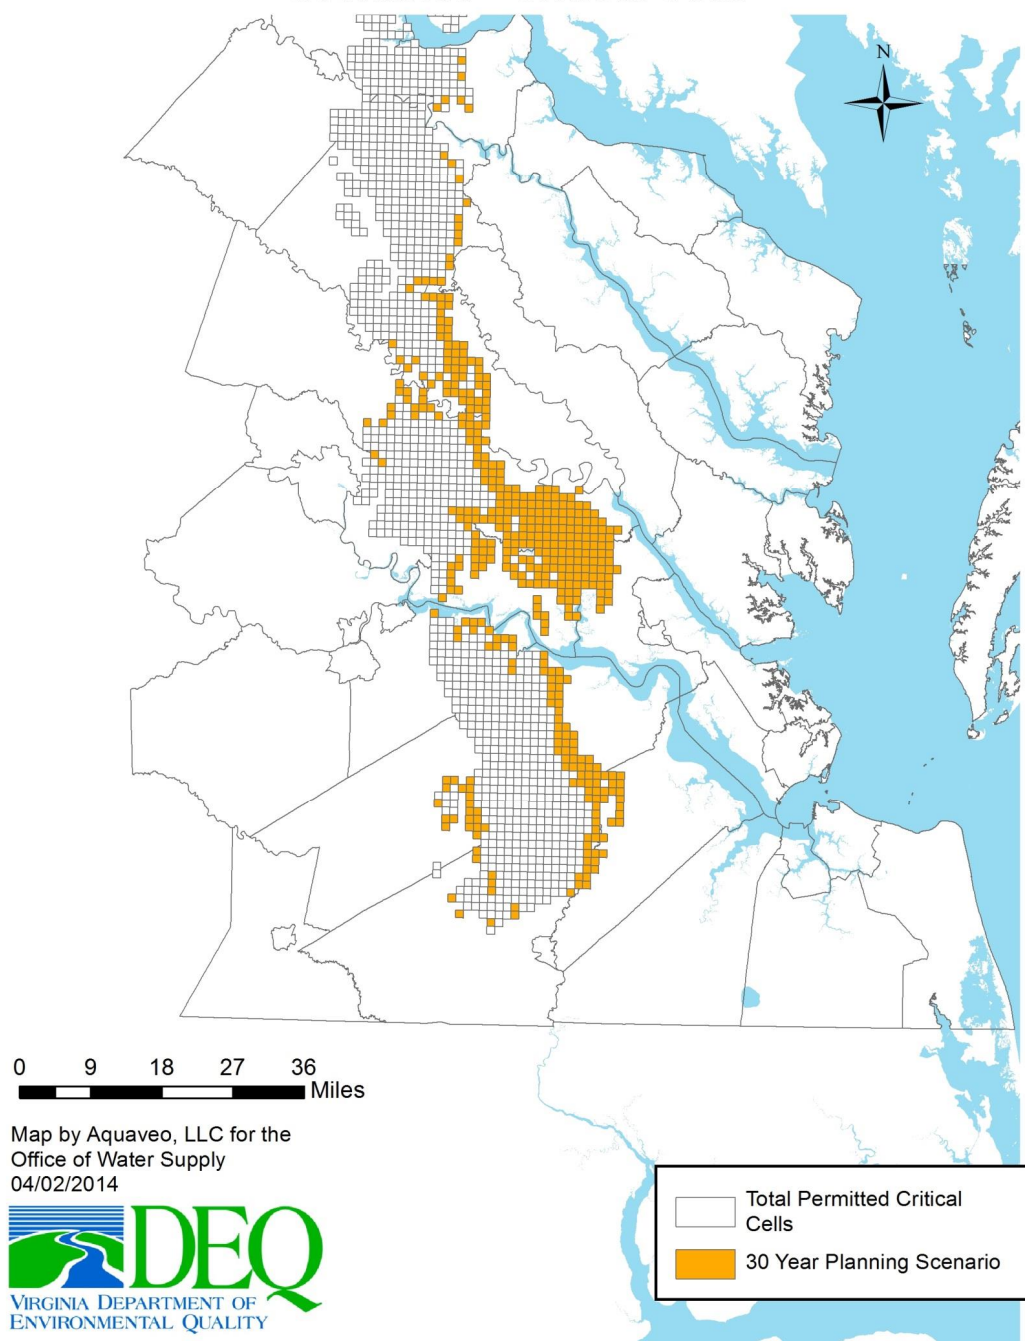 N
0 9 18 27 36
Miles
Map by Aquaveo, LLC for the
Office of Water Supply
04/02/2014
DEQ
VIRGINIA DEPARTMENT OF
ENVIRONMENTAL QUALITY
Total Permitted Critical
Cells
30 Year Planning Scenario